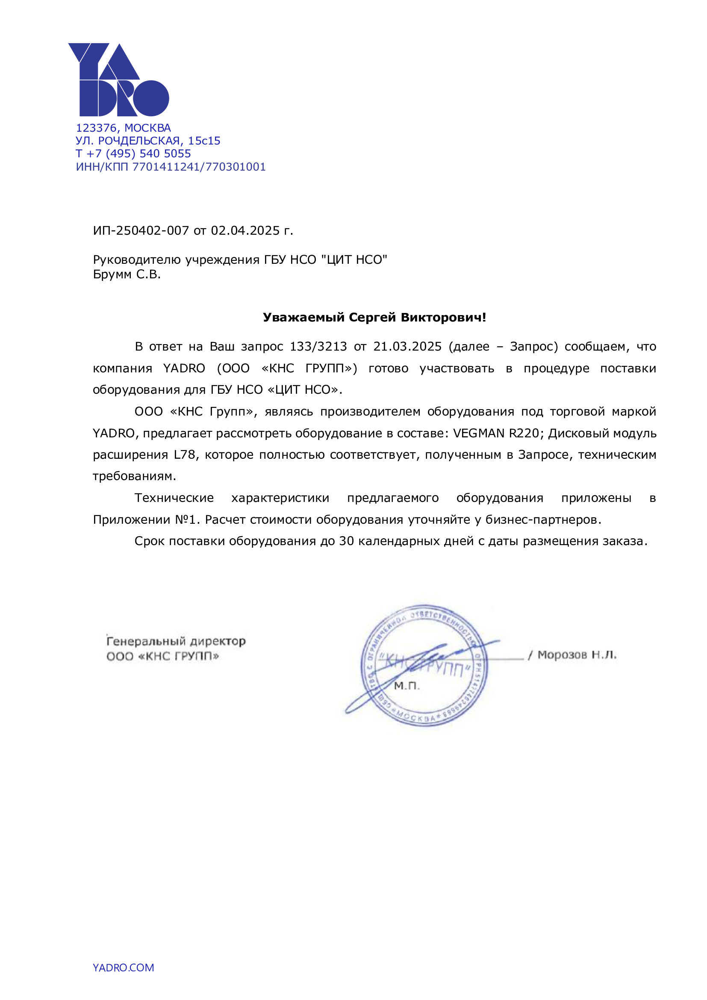 YADRO
123376, МОСКВА
УЛ. РОЧДЕЛЬСКАЯ, 15с15
Т +7 (495) 540 5055
ИНН/КПП 7701411241/770301001
ИП-250402-007 от 02.04.2025 г.
Руководителю учреждения ГБУ НСО "ЦИТ НСО"
Брумм С.В.
Уважаемый Сергей Викторович!
В ответ на Ваш запрос 133/3213 от 21.03.2025 (далее – Запрос) сообщаем, что
компания YADRO (ООО «КНС ГРУПП») готово участвовать в процедуре поставки
оборудования для ГБУ НСО «ЦИТ НСО».
ООО «КНС Групп», являясь производителем оборудования под торговой маркой
YADRO, предлагает рассмотреть оборудование в составе: VEGMAN R220; Дисковый модуль
расширения L78, которое полностью соответствует, полученным в Запросе, техническим
требованиям.
Технические характеристики предлагаемого оборудования приложены в
Приложении №1. Расчет стоимости оборудования уточняйте у бизнес-партнеров.
Срок поставки оборудования до 30 календарных дней с даты размещения заказа.
Генеральный директор
ООО «КНС ГРУПП»
/ Морозов Н.Л.
М.П.
ОБЩЕСТВО С ОГРАНИЧЕННОЙ ОТВЕТСТВЕННОСТЬЮ
"КНС ГРУПП"
*МОСКВА*
YADRO.COM